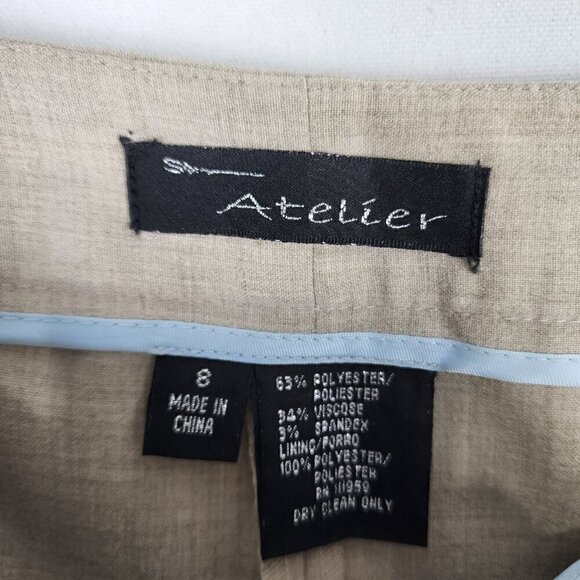 Atelier
8
MADE IN
CHINA
63% POLYESTER/
POLIESTER
34% VISCOSE
3% SPANDEX
LINING/FORRO
100% POLYESTER/
POLIESTER
RN 111959
DRY CLEAN ONLY